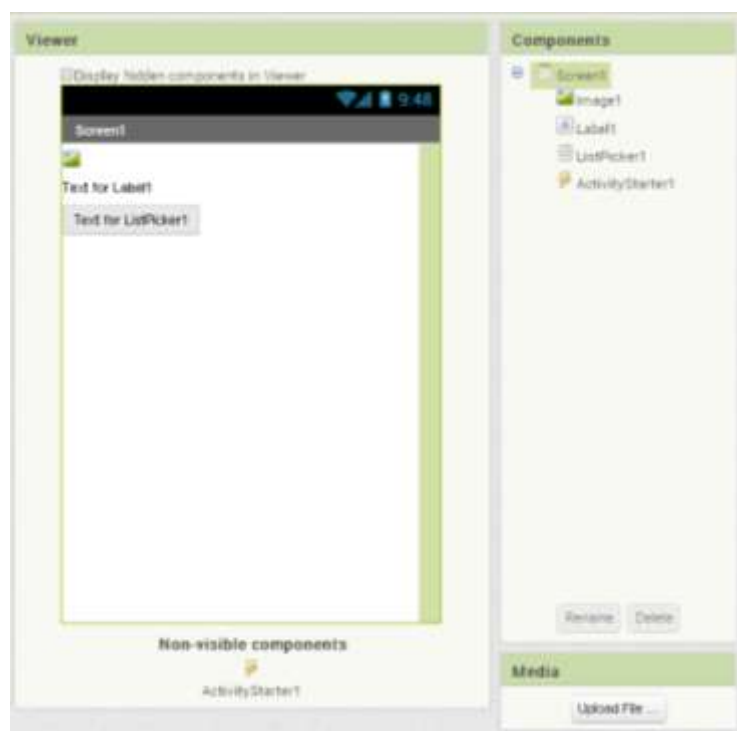 Viewer
Display hidden components in Viewer
9:48
Screen1
Text for Label1
Text for ListPicker1
Non-visible components
ActivityStarter1
Components
Screen1
Image1
Label1
ListPicker1
ActivityStarter1
Rename Delete
Media
Upload File ...